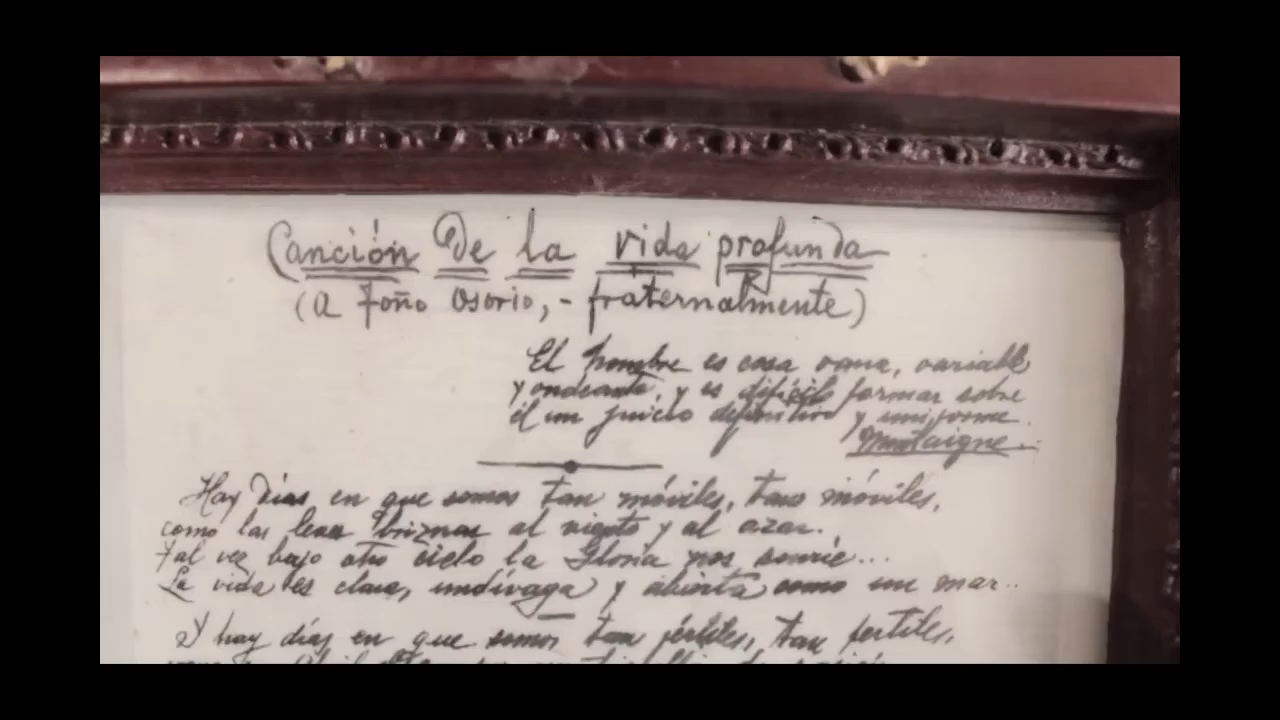 Canción De la vida profunda
(A Toño Osorio, - fraternalmente)
El hombre es cosa vana, variable
y ondeante, y es difícil formar sobre
él un juicio definitivo y uniforme.
Montaigne.
Hay días en que somos tan móviles, tan móviles,
como las leves briznas al viento y al azar.
Tal vez bajo otro cielo la Gloria nos sonríe...
La vida es clara, undívaga y abierta como un mar..
Y hay días en que somos tan fértiles, tan fértiles,